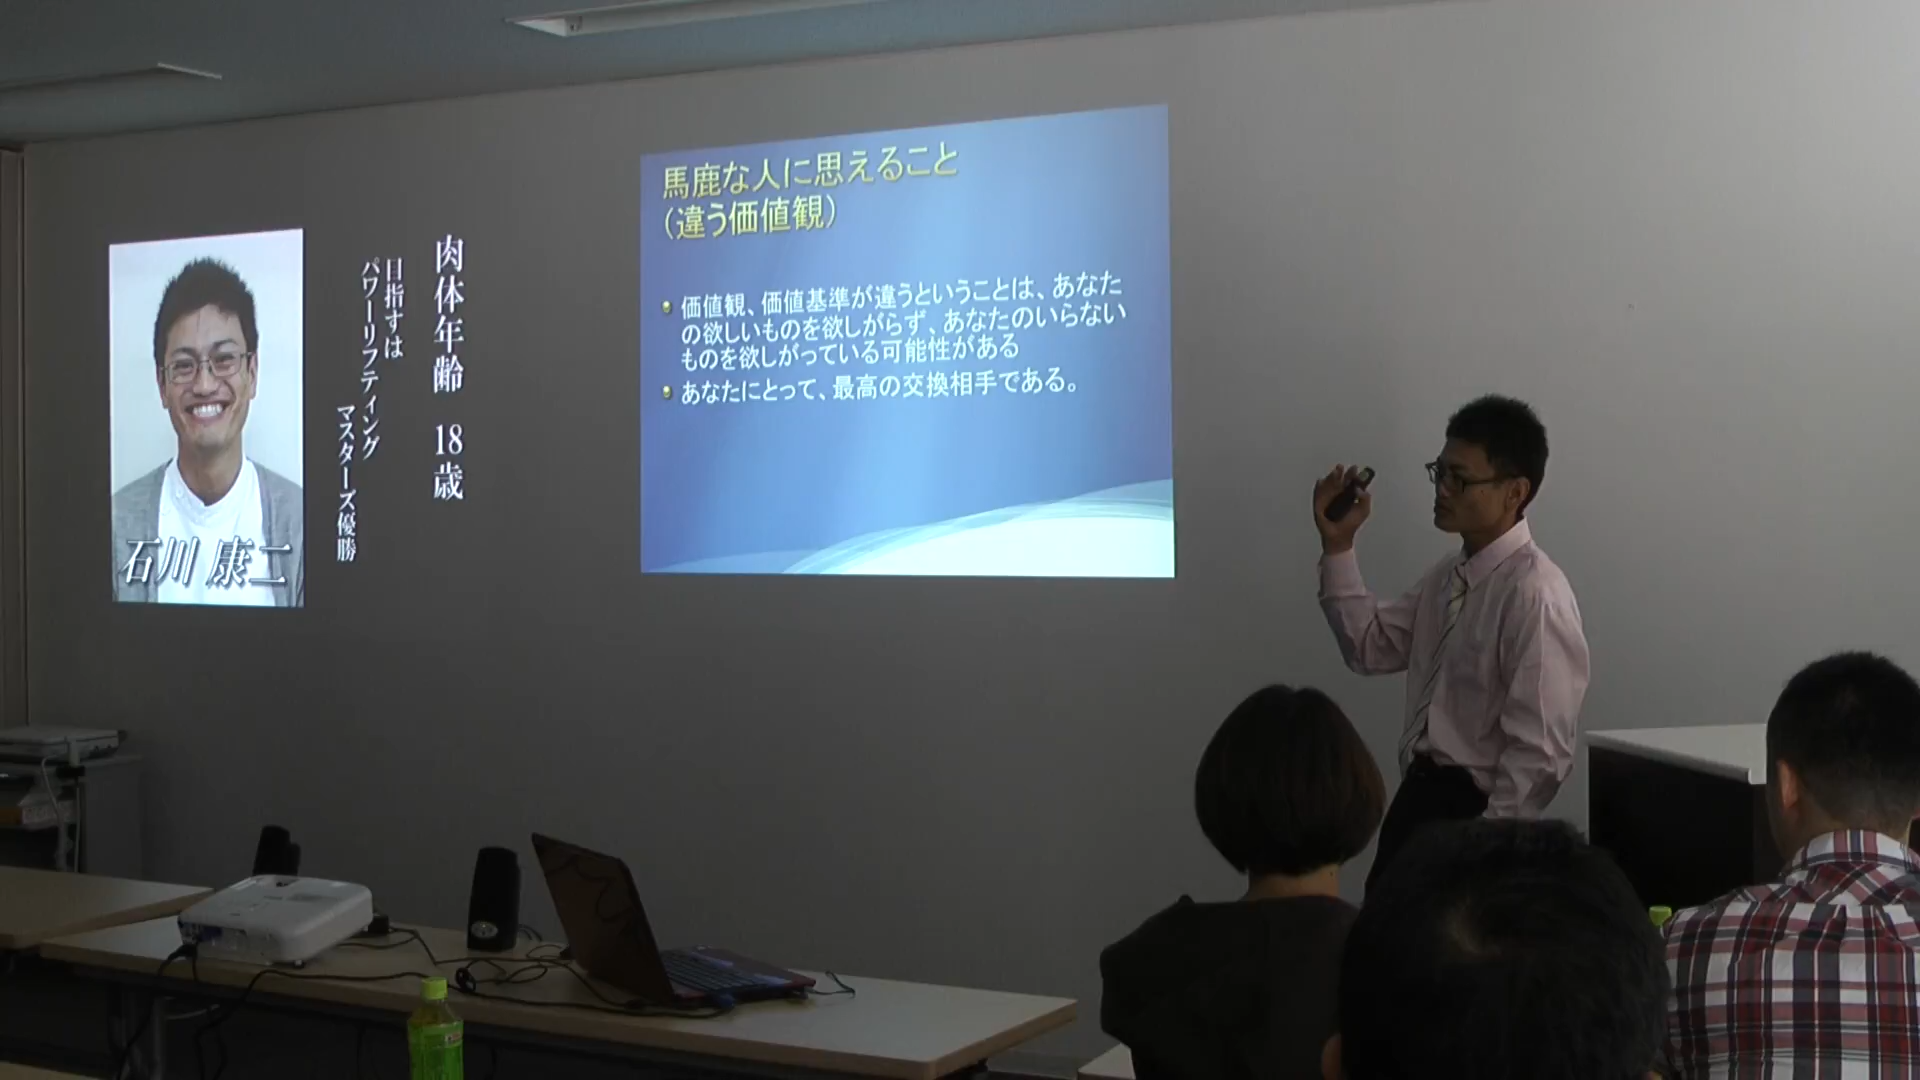 肉体年齢 18歳
目指すは
パワーリフティング
マスターズ優勝
石川 康二
馬鹿な人に思えること
（違う価値観）
価値観、価値基準が違うということは、あなた
の欲しいものを欲しがらず、あなたのいらない
ものを欲しがっている可能性がある
あなたにとって、最高の交換相手である。